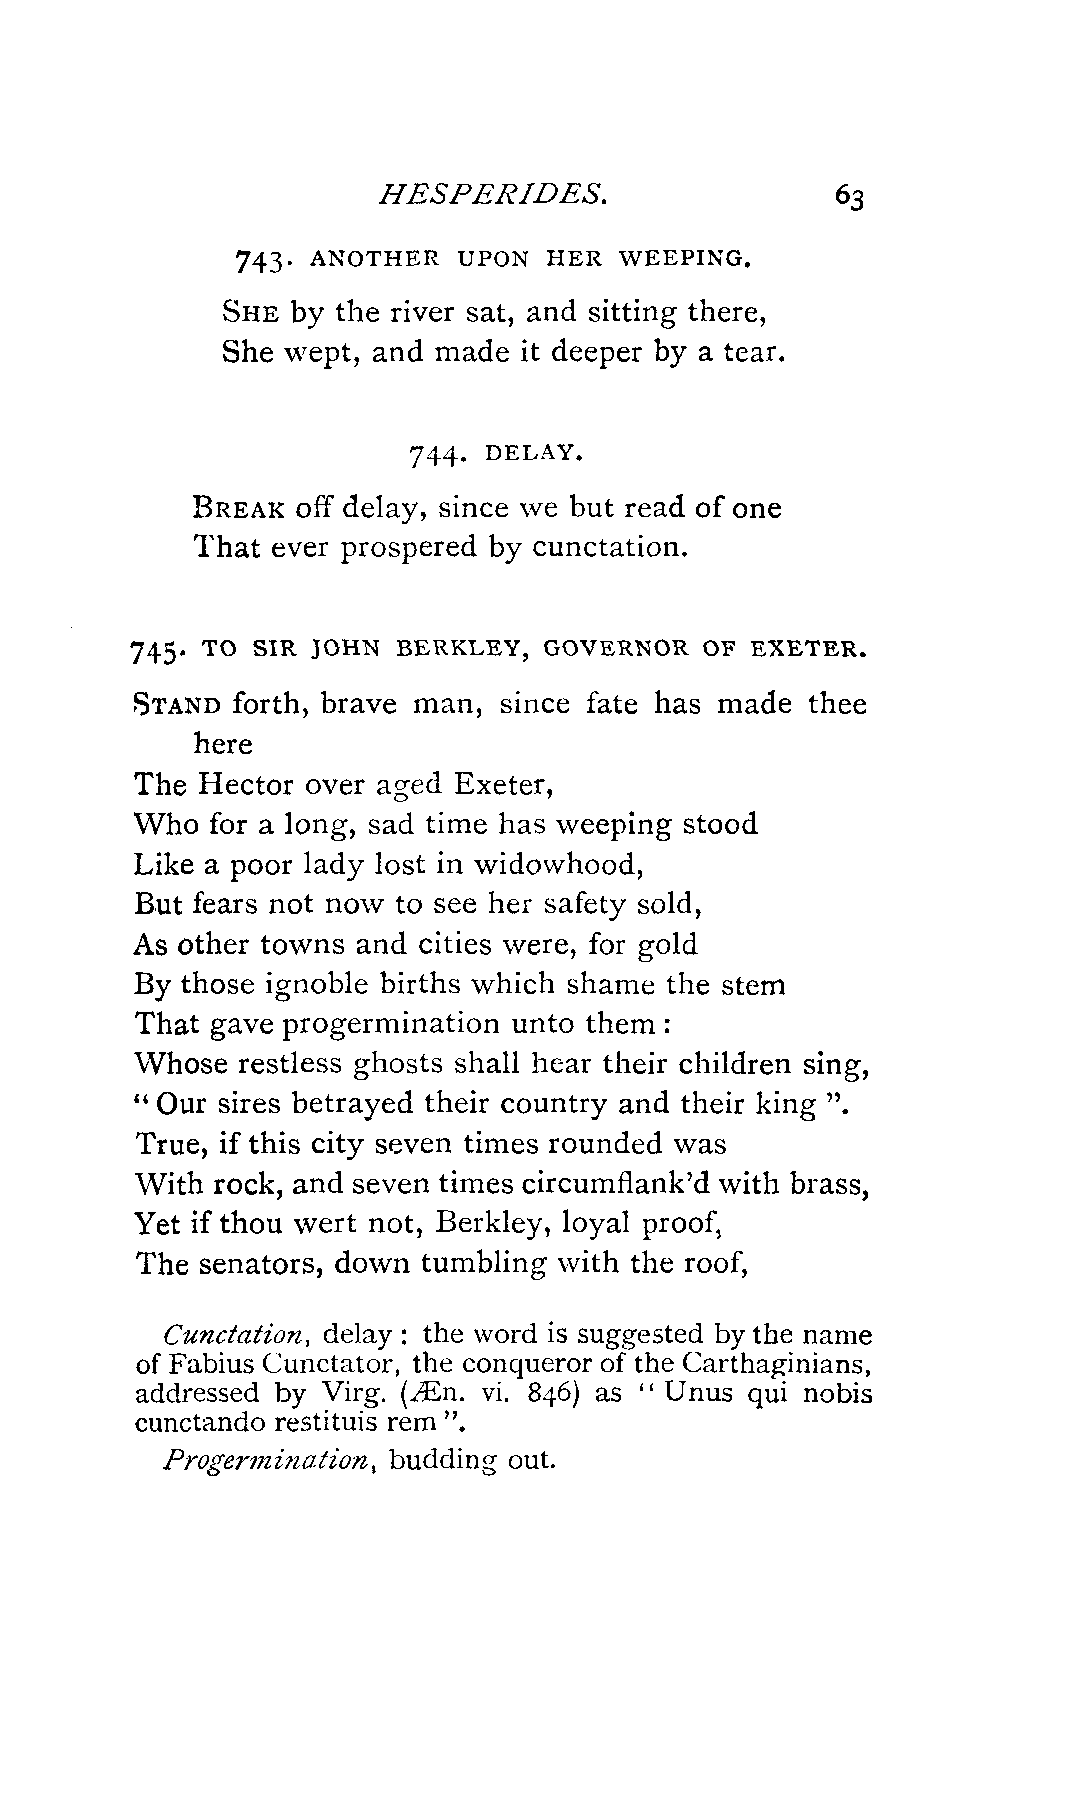 HESPERIDES. 63
743. ANOTHER UPON HER WEEPING.
SHE by the river sat, and sitting there,
She wept, and made it deeper by a tear.
744. DELAY.
BREAK off delay, since we but read of one
That ever prospered by cunctation.
745. TO SIR JOHN BERKLEY, GOVERNOR OF EXETER.
STAND forth, brave man, since fate has made thee
here
The Hector over aged Exeter,
Who for a long, sad time has weeping stood
Like a poor lady lost in widowhood,
But fears not now to see her safety sold,
As other towns and cities were, for gold
By those ignoble births which shame the stem
That gave progermination unto them :
Whose restless ghosts shall hear their children sing,
“ Our sires betrayed their country and their king ”.
True, if this city seven times rounded was
With rock, and seven times circumflank’d with brass,
Yet if thou wert not, Berkley, loyal proof,
The senators, down tumbling with the roof,
Cunctation, delay : the word is suggested by the name
of Fabius Cunctator, the conqueror of the Carthaginians,
addressed by Virg. (Æn. vi. 846) as “ Unus qui nobis
cunctando restituis rem ”.
Progermination, budding out.